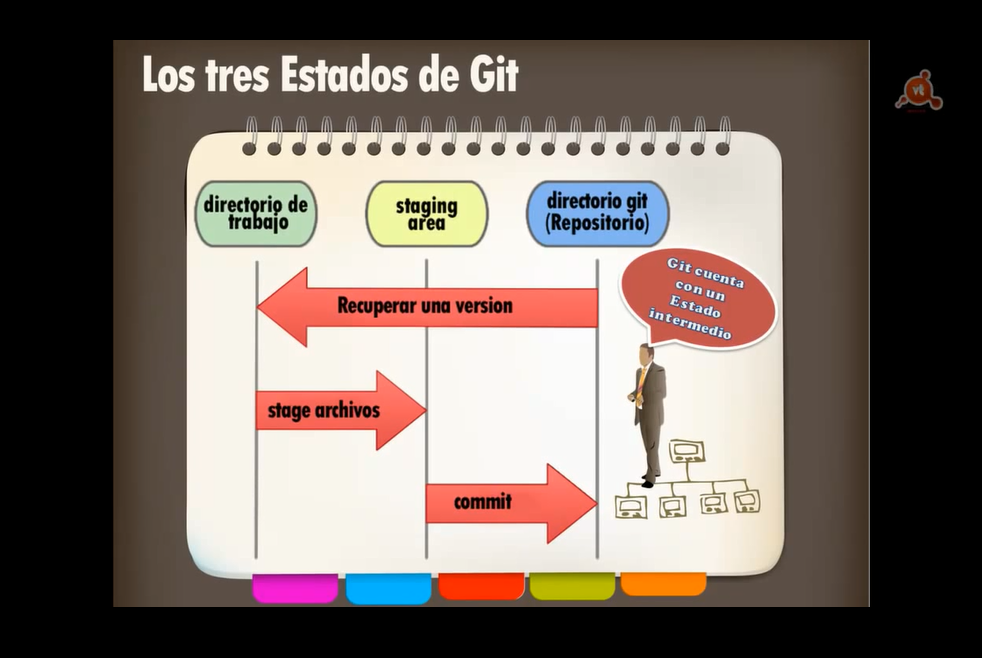 Los tres Estados de Git
directorio de
trabajo
staging
area
directorio git
(Repositorio)
Git cuenta
con un
Estado
intermedio
Recuperar una version
stage archivos
commit
vt